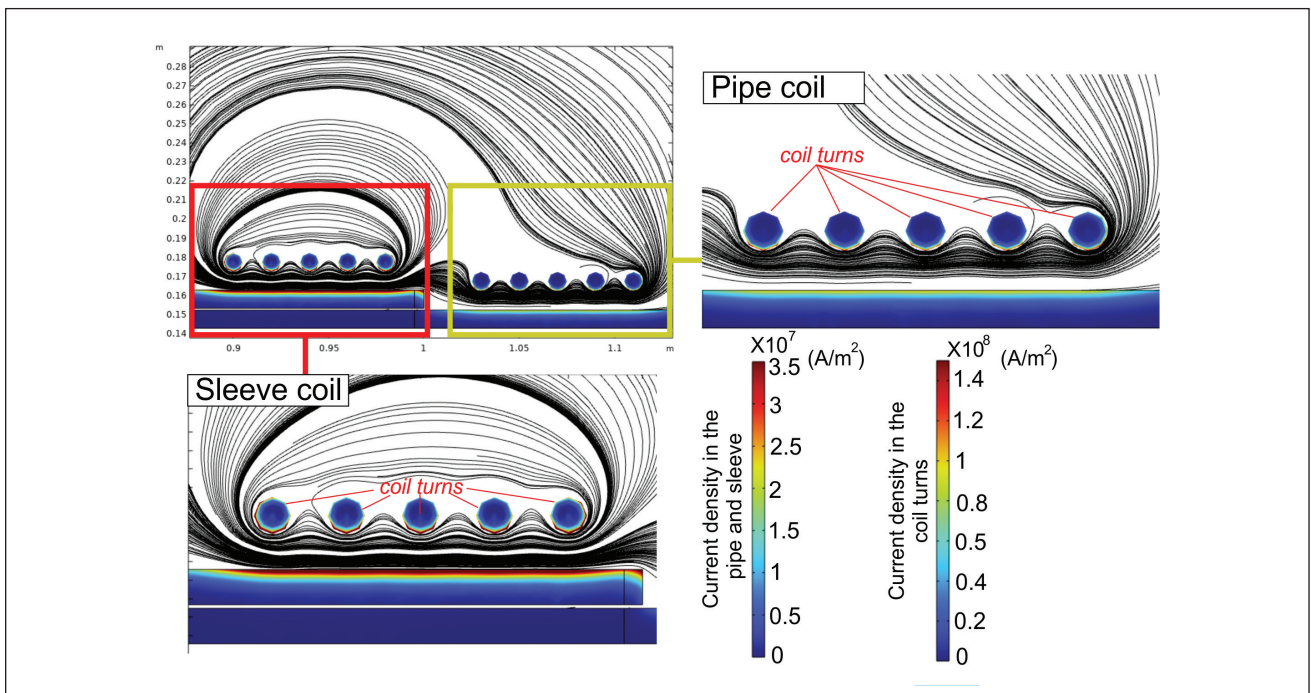 m
0.28
0.27
0.26
0.25
0.24
0.23
0.22
0.21
0.2
0.19
0.18
0.17
0.16
0.15
0.14
0.9
0.95
1
1.05
1.1
m
Pipe coil
coil turns
Sleeve coil
coil turns
X10⁷
(A/m²)
3.5
3
2.5
2
1.5
1
0.5
0
Current density in the
pipe and sleeve
X10⁸
(A/m²)
1.4
1.2
1
0.8
0.5
0.4
0.2
0
Current density in the
coil turns